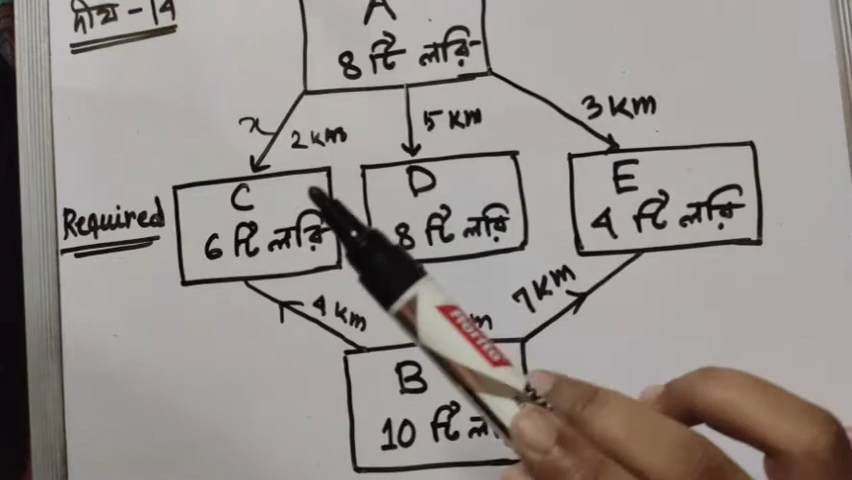 A
8 টি লরি
x
2 km
5 km
3 km
Required
C
6 টি লরি
D
8 টি লরি
E
4 টি লরি
4 km
7 km
B
10 টি